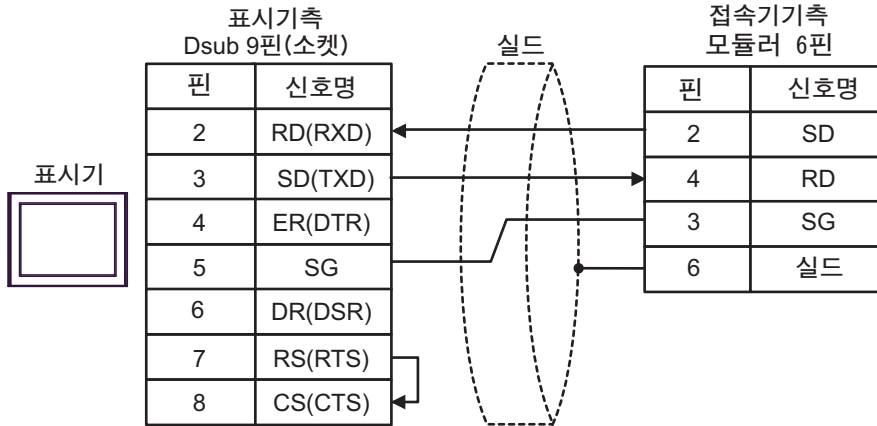 표시기측
Dsub 9핀(소켓)
실드
접속기기측
모듈러 6핀
표시기
핀 신호명
2 RD(RXD)
3 SD(TXD)
4 ER(DTR)
5 SG
6 DR(DSR)
7 RS(RTS)
8 CS(CTS)
핀 신호명
2 SD
4 RD
3 SG
6 실드